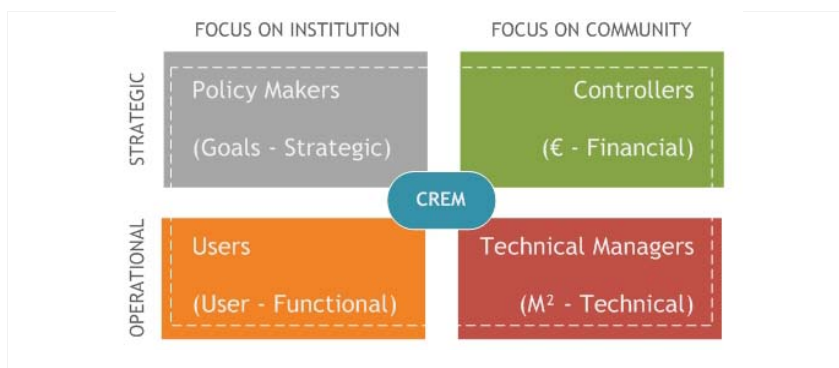 FOCUS ON INSTITUTION
FOCUS ON COMMUNITY
STRATEGIC
Policy Makers
(Goals - Strategic)
Controllers
(€ - Financial)
CREM
OPERATIONAL
Users
(User - Functional)
Technical Managers
(M² - Technical)